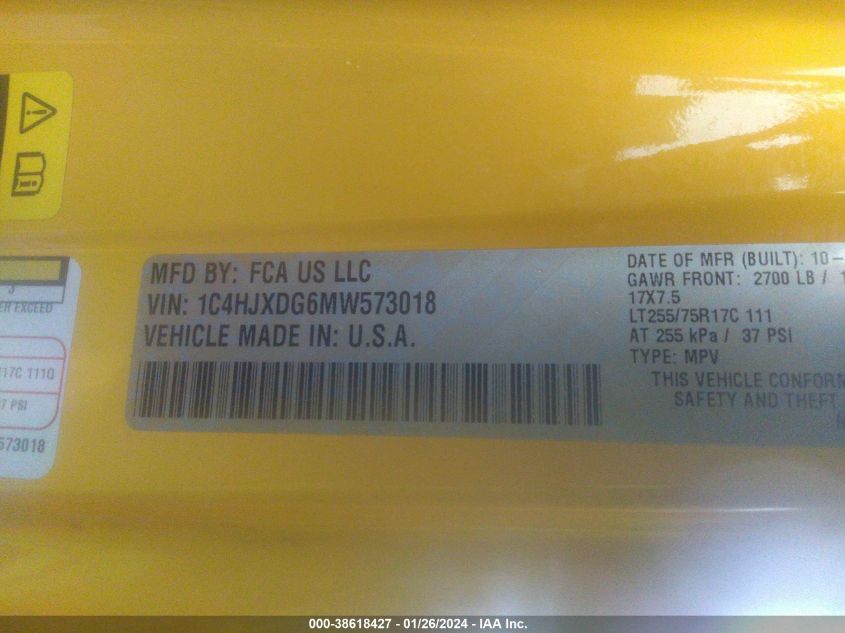 MFD BY: FCA US LLC
VIN: 1C4HJXDG6MW573018
VEHICLE MADE IN: U.S.A.
DATE OF MFR (BUILT): 10-
GAWR FRONT: 2700 LB /
17X7.5
LT255/75R17C 111
AT 255 kPa / 37 PSI
TYPE: MPV
THIS VEHICLE CONFORM
SAFETY AND THEFT
ER EXCEED
R17C 111Q
7 PSI
573018
000-38618427 - 01/26/2024 - IAA Inc.